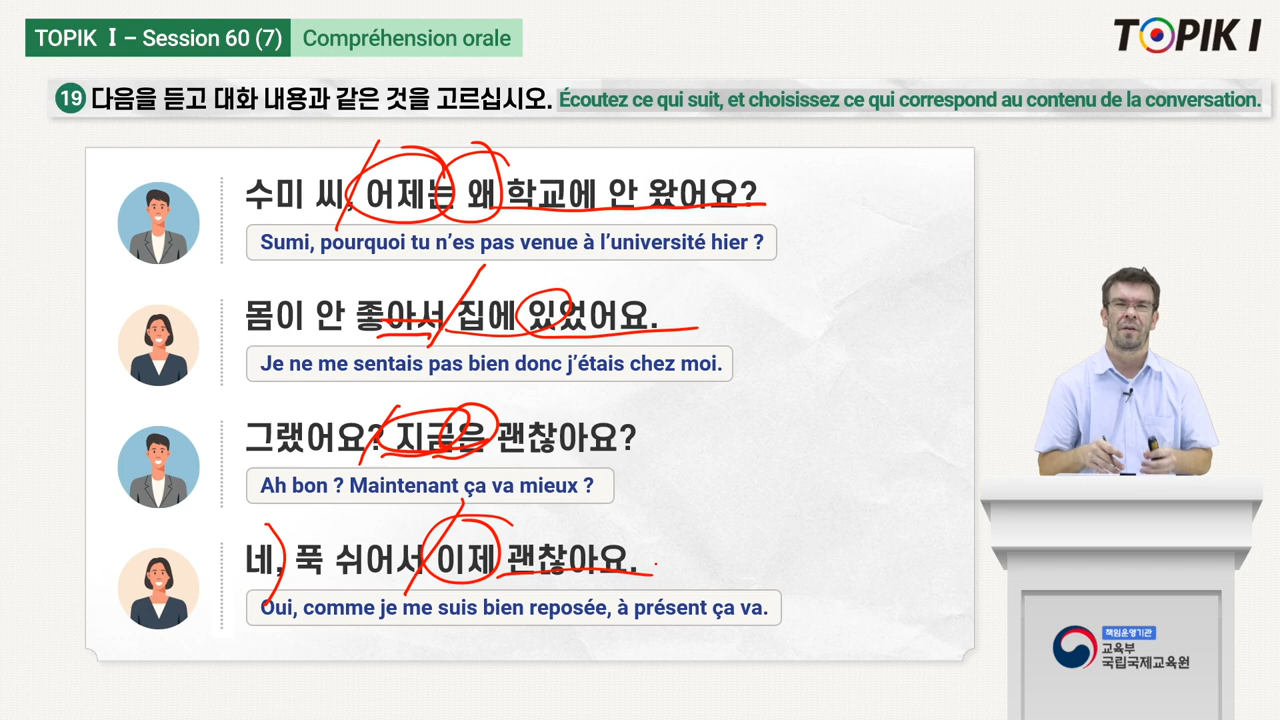 TOPIK Ⅰ – Session 60 (7) Compréhension orale
TOPIK I
19 다음을 듣고 대화 내용과 같은 것을 고르십시오. Écoutez ce qui suit, et choisissez ce qui correspond au contenu de la conversation.
수미 씨, 어제는 왜 학교에 안 왔어요?
Sumi, pourquoi tu n’es pas venue à l’université hier ?
몸이 안 좋아서 집에 있었어요.
Je ne me sentais pas bien donc j’étais chez moi.
그랬어요? 지금은 괜찮아요?
Ah bon ? Maintenant ça va mieux ?
네, 푹 쉬어서 이제 괜찮아요.
Oui, comme je me suis bien reposée, à présent ça va.
책임운영기관
교육부
국립국제교육원